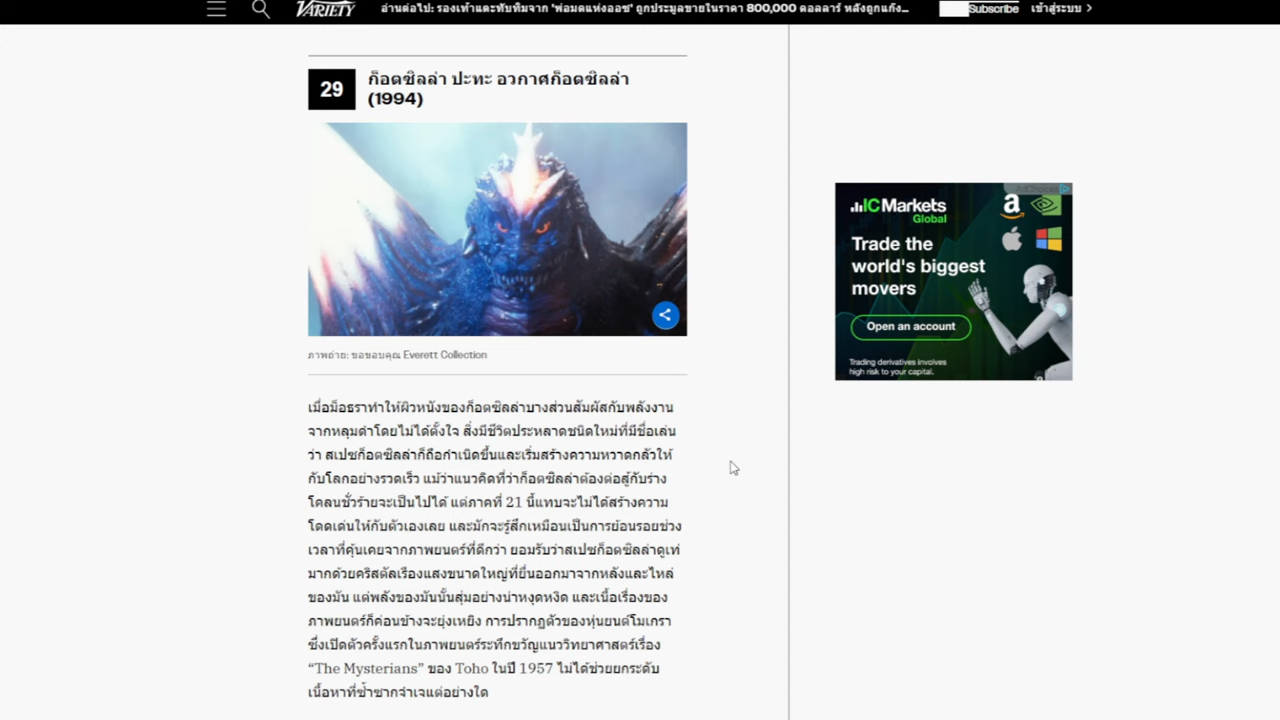 VARIETY
อ่านต่อไป: รองเท้าแตะทับทิมจาก 'พ่อมดแห่งออซ' ถูกประมูลขายในราคา 800,000 ดอลลาร์ หลังถูกแก๊ง...
Subscribe
เข้าสู่ระบบ
29
ก็อตซิลล่า ปะทะ อวกาศก็อตซิลล่า
(1994)
ภาพถ่าย: ขอขอบคุณ Everett Collection
เมื่อม็อธราทำให้ผิวหนังของก็อตซิลล่าบางส่วนสัมผัสกับพลังงาน
จากหลุมดำโดยไม่ได้ตั้งใจ สิ่งมีชีวิตประหลาดชนิดใหม่ที่มีชื่อเล่น
ว่า สเปซก็อตซิลล่าก็ถือกำเนิดขึ้นและเริ่มสร้างความหวาดกลัวให้
กับโลกอย่างรวดเร็ว แม้ว่าแนวคิดที่ว่าก็อตซิลล่าต้องต่อสู้กับร่าง
โคลนชั่วร้ายจะเป็นไปได้ แต่ภาคที่ 21 นี้แทบจะไม่ได้สร้างความ
โดดเด่นให้กับตัวเองเลย และมักจะรู้สึกเหมือนเป็นการย้อนรอยช่วง
เวลาที่คุ้นเคยจากภาพยนตร์ที่ดีกว่า ยอมรับว่าสเปซก็อตซิลล่าดูเท่
มากด้วยคริสตัลเรืองแสงขนาดใหญ่ที่ยื่นออกมาจากหลังและไหล่
ของมัน แต่พลังของมันนั้นสุ่มอย่างน่าหงุดหงิด และเนื้อเรื่องของ
ภาพยนตร์ก็ค่อนข้างจะยุ่งเหยิง การปรากฏตัวของหุ่นยนต์โมเกรา
ซึ่งเปิดตัวครั้งแรกในภาพยนตร์ระทึกขวัญแนววิทยาศาสตร์เรื่อง
"The Mysterians" ของ Toho ในปี 1957 ไม่ได้ช่วยยกระดับ
เนื้อหาที่ซ้ำซากจำเจแต่อย่างใด
AdChoices
IC Markets
Global
Trade the
world's biggest
movers
Open an account
Trading derivatives involves
high risk to your capital.